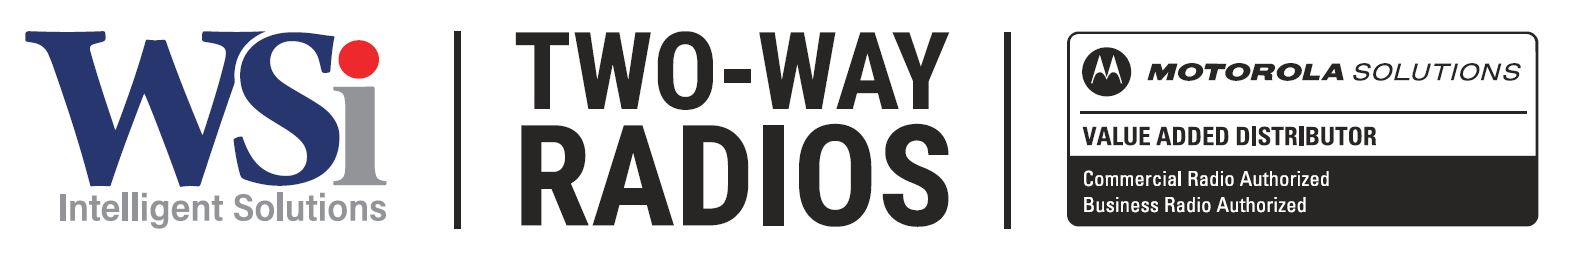 WSi
Intelligent Solutions
TWO-WAY
RADIOS
MOTOROLA SOLUTIONS
VALUE ADDED DISTRIBUTOR
Commercial Radio Authorized
Business Radio Authorized